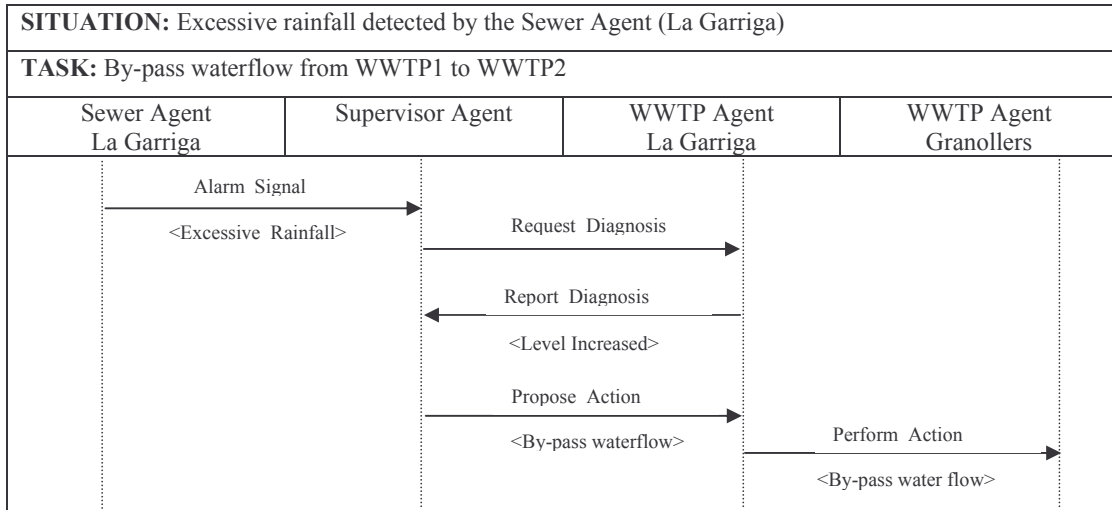 SITUATION: Excessive rainfall detected by the Sewer Agent (La Garriga)
TASK: By-pass waterflow from WWTP1 to WWTP2
Sewer Agent
La Garriga
Supervisor Agent
WWTP Agent
La Garriga
WWTP Agent
Granollers
Alarm Signal
<Excessive Rainfall>
Request Diagnosis
Report Diagnosis
<Level Increased>
Propose Action
<By-pass waterflow>
Perform Action
<By-pass water flow>